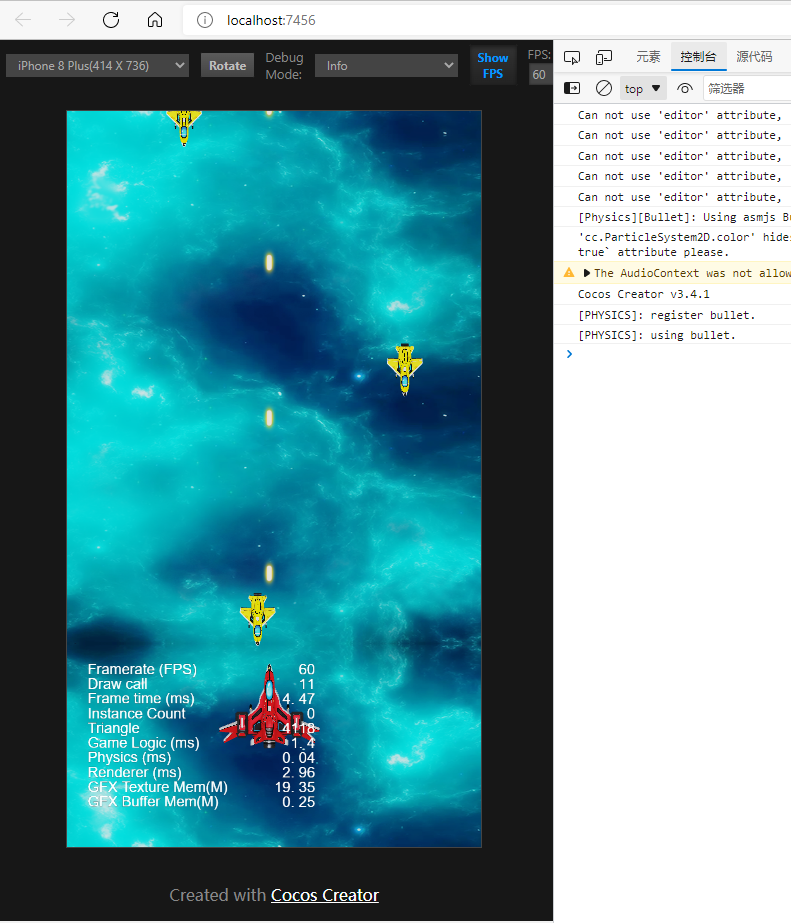 localhost:7456
iPhone 8 Plus(414 X 736)
Rotate
Debug
Mode:
Info
Show
FPS
FPS:
60
Framerate (FPS) 60
Draw call 11
Frame time (ms) 4.47
Instance Count 0
Triangle 4118
Game Logic (ms) 1.4
Physics (ms) 0.04
Renderer (ms) 2.96
GFX Texture Mem(M) 19.35
GFX Buffer Mem(M) 0.25
Created with Cocos Creator
元素
控制台
源代码
top
筛选器
Can not use 'editor' attribute,
Can not use 'editor' attribute,
Can not use 'editor' attribute,
Can not use 'editor' attribute,
Can not use 'editor' attribute,
[Physics][Bullet]: Using asmjs Bu
'cc.ParticleSystem2D.color' hides
true` attribute please.
The AudioContext was not allow
Cocos Creator v3.4.1
[PHYSICS]: register bullet.
[PHYSICS]: using bullet.